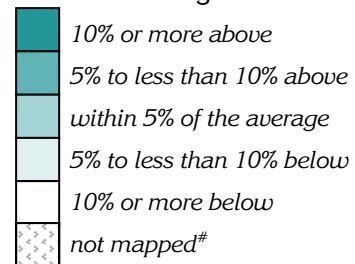 10% or more above
5% to less than 10% above
within 5% of the average
5% to less than 10% below
10% or more below
not mapped#